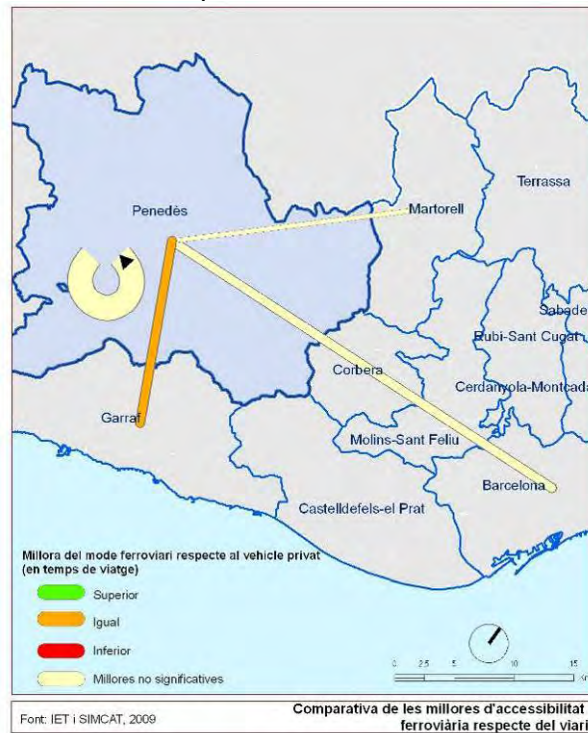 Terrassa
Penedès
Martorell
Sabade
Rubí-Sant Cugat
Corbera
Cerdanyola-Montcada
Garraf
Molins-Sant Feliu
Barcelona
Castelldefels-el Prat
Millora del mode ferroviari respecte al vehicle privat
(en temps de viatge)
Superior
Igual
Inferior
Millores no significatives
0 2.5 5 10 15
Font: IET i SIMCAT, 2009
Comparativa de les millores d'accessibilitat
ferroviària respecte del viari